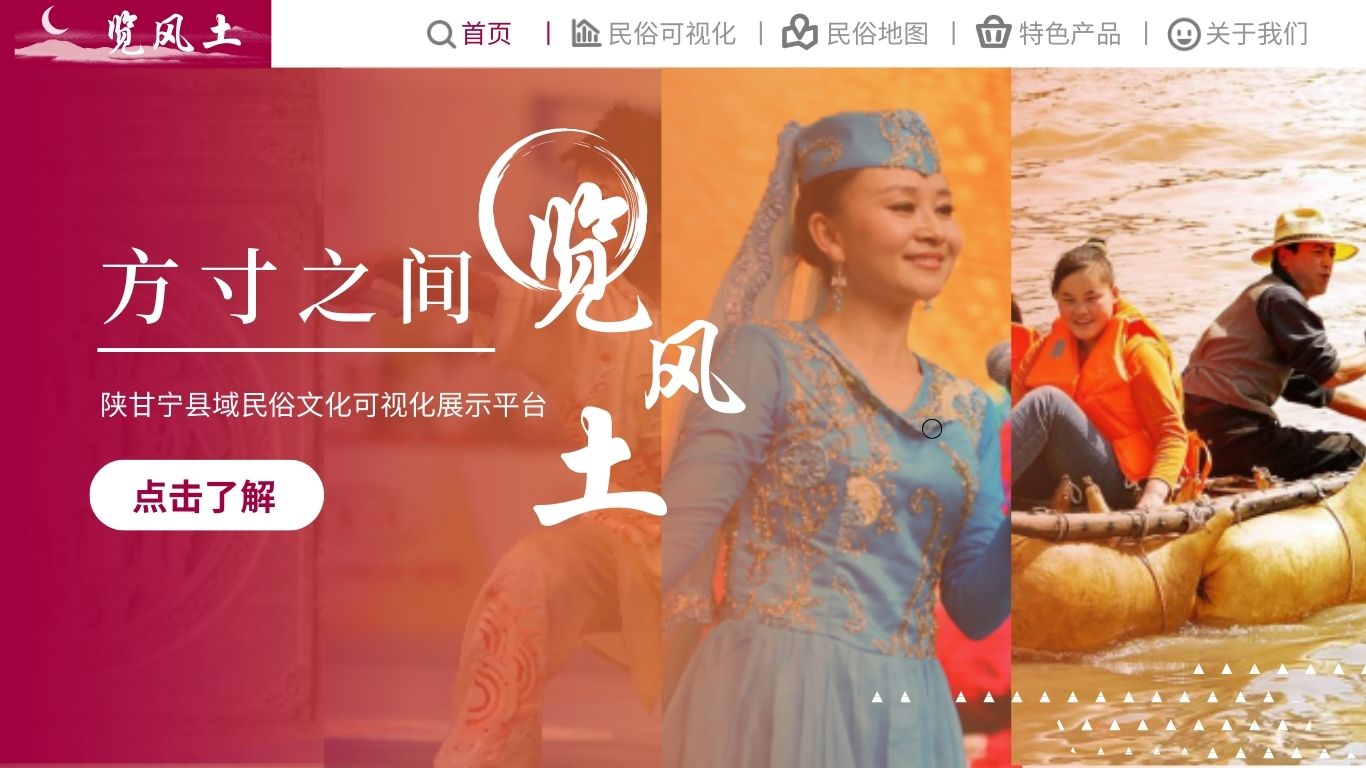 览风土
首页
民俗可视化
民俗地图
特色产品
关于我们
方寸之间
览风土
陕甘宁县域民俗文化可视化展示平台
点击了解